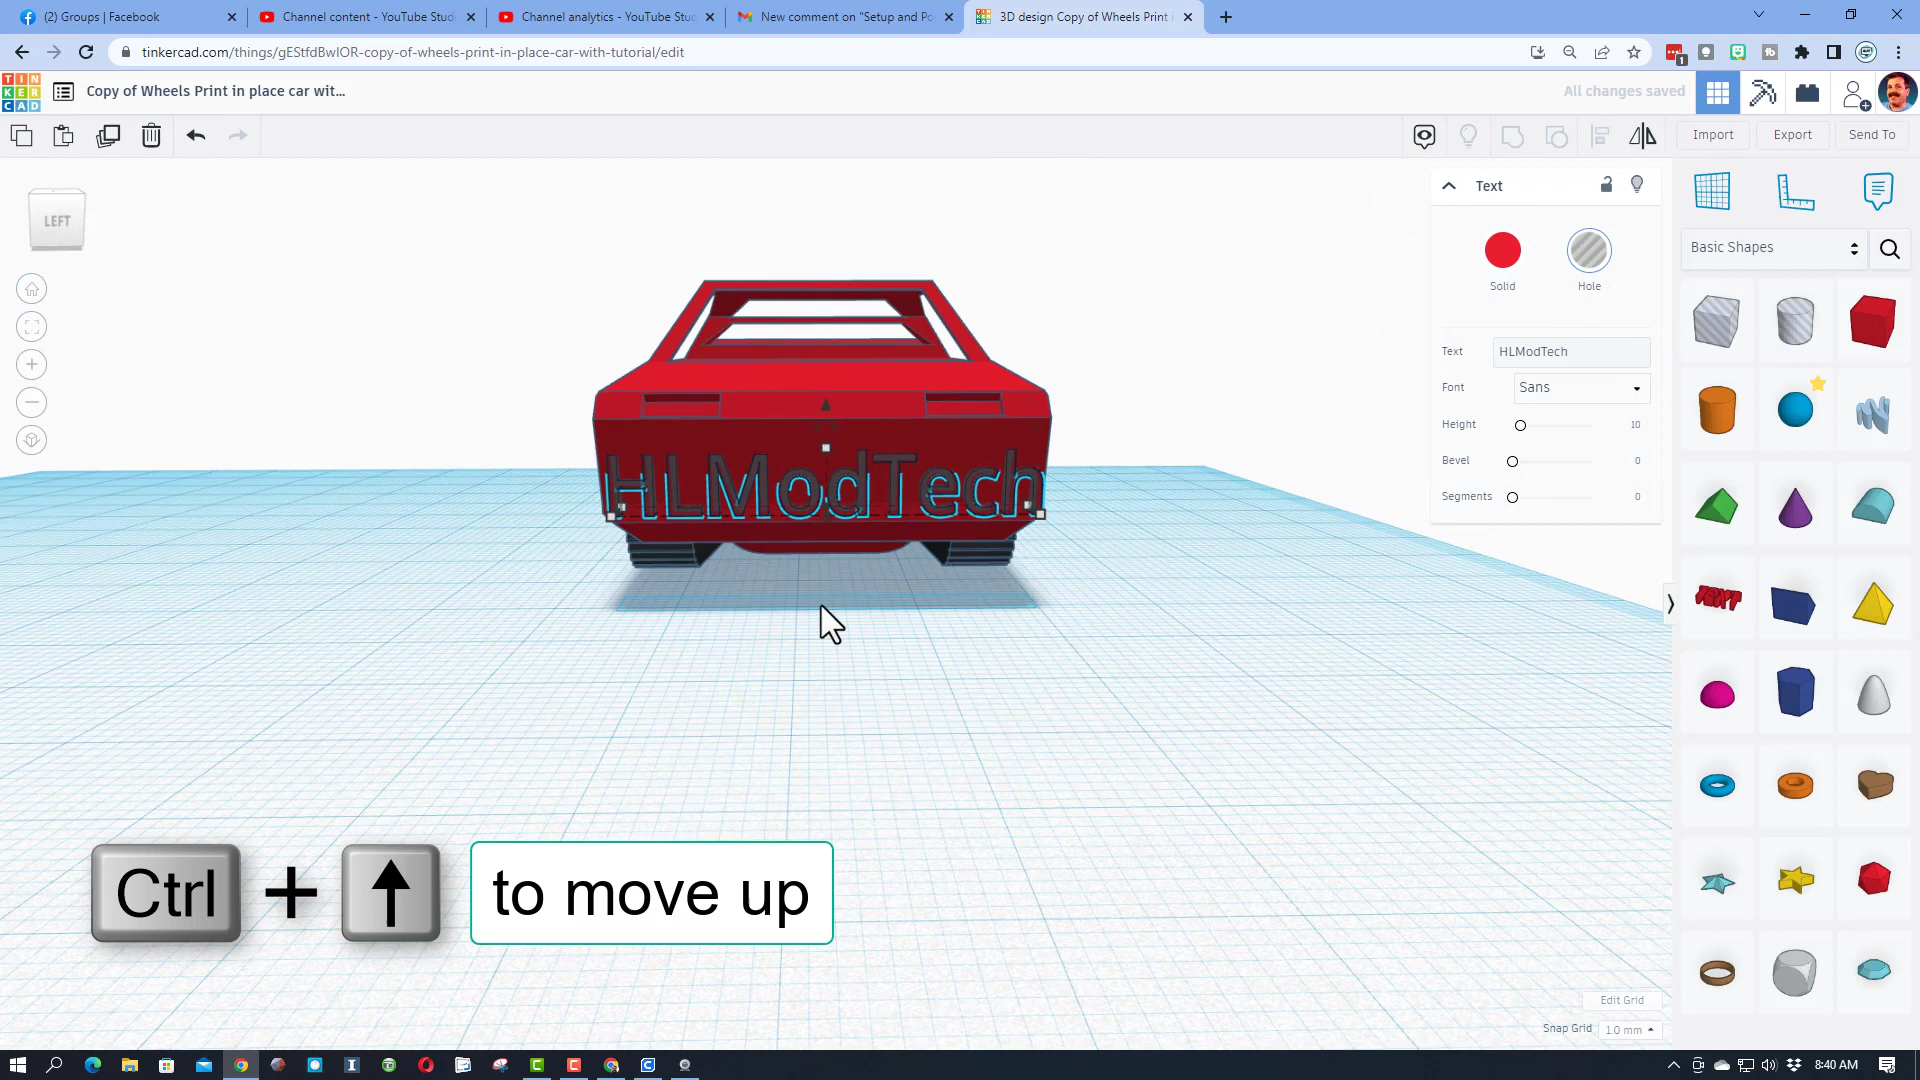 (2) Groups | Facebook
Channel content - YouTube Stud
Channel analytics - YouTube Stud
New comment on "Setup and Po
3D design Copy of Wheels Print i
tinkercad.com/things/gEStfdBwIOR-copy-of-wheels-print-in-place-car-with-tutorial/edit
1
TIN
KER
CAD
Copy of Wheels Print in place car wit...
All changes saved
Import
Export
Send To
LEFT
Text
Solid
Hole
Text
HLModTech
Font
Sans
Height
10
Bevel
0
Segments
0
Basic Shapes
TEXT
HLModTech
Ctrl + to move up
Edit Grid
Snap Grid
1.0 mm
8:40 AM